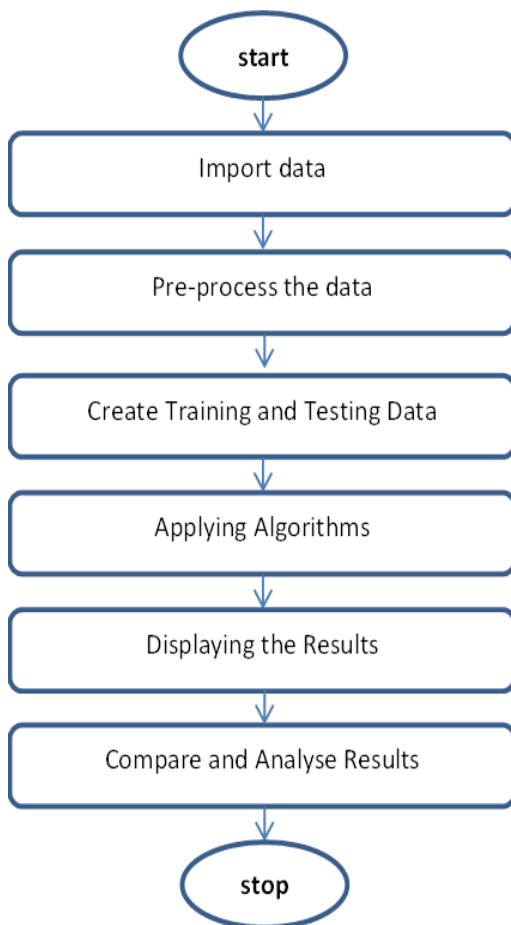 start
Import data
Pre-process the data
Create Training and Testing Data
Applying Algorithms
Displaying the Results
Compare and Analyse Results
stop